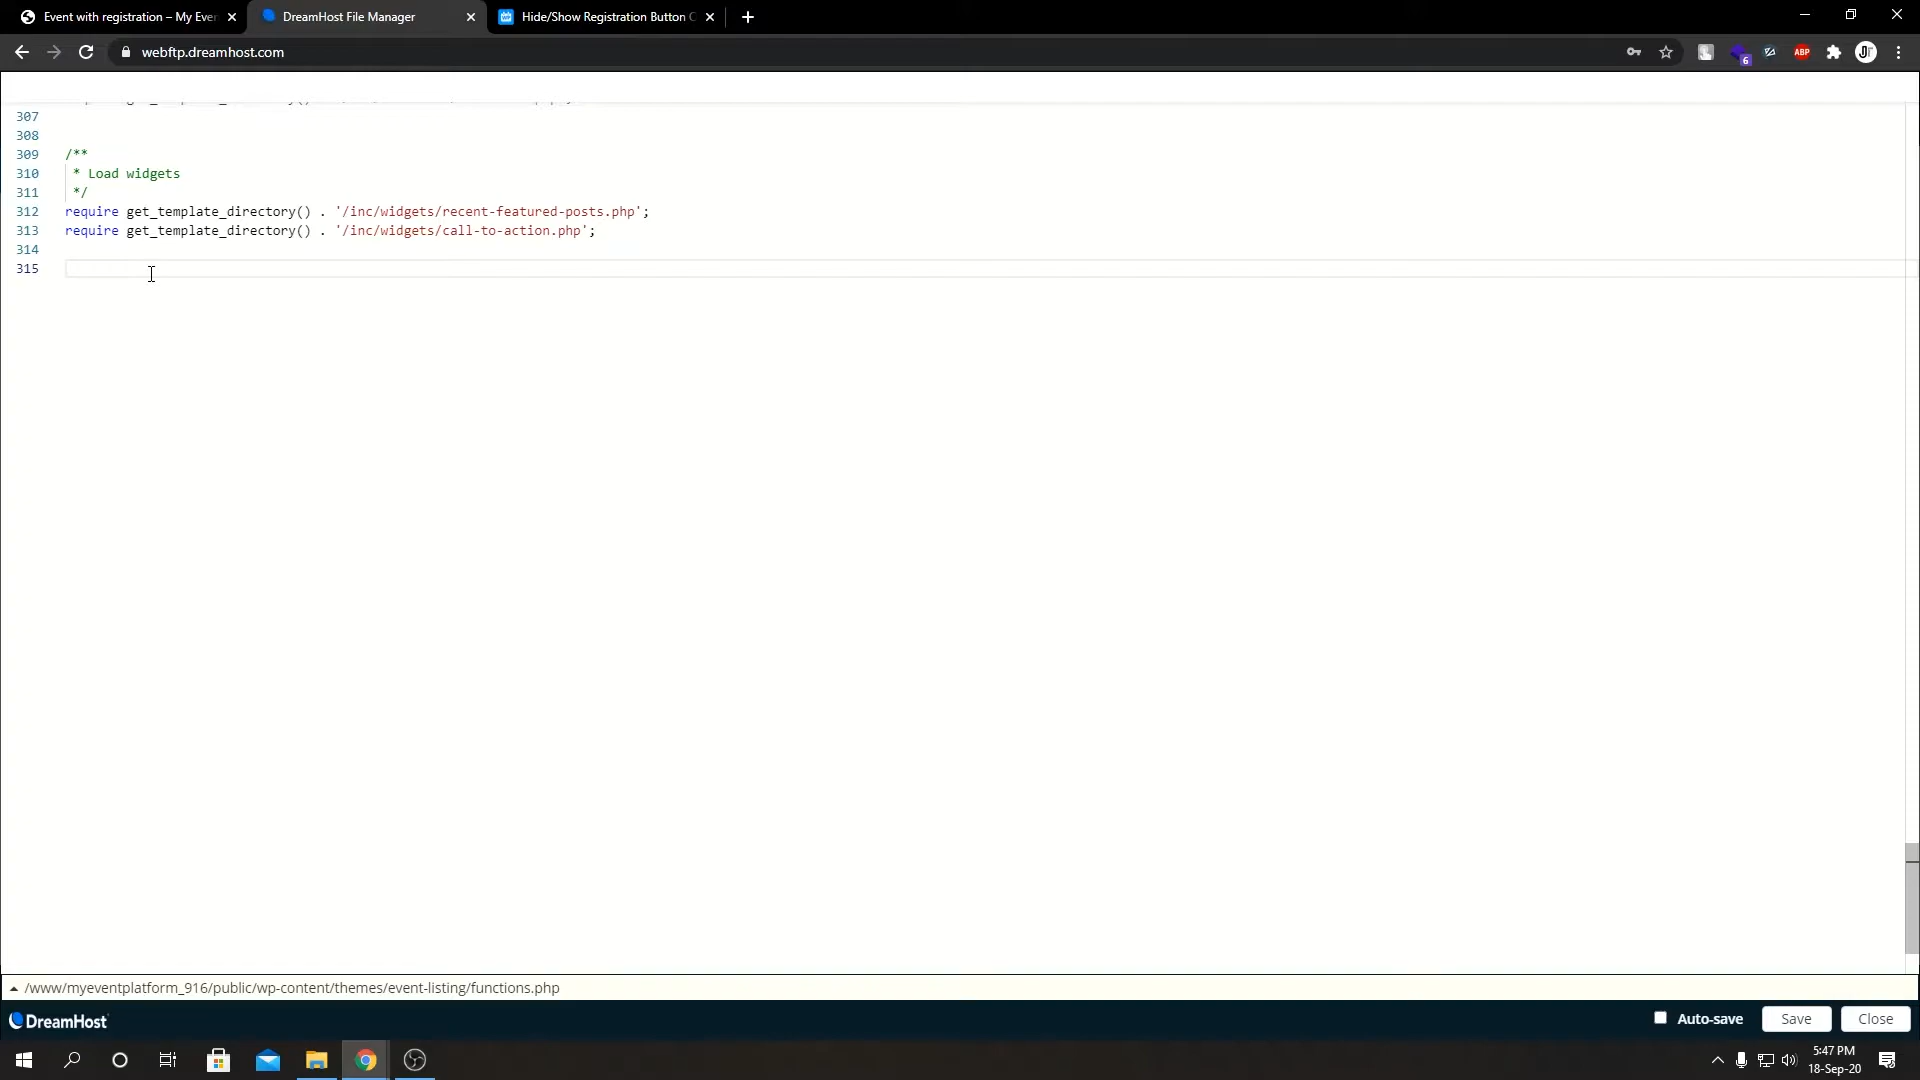 Event with registration – My Even
DreamHost File Manager
Hide/Show Registration Button C
webftp.dreamhost.com
6
ABP
307
308
309 /**
310 * Load widgets
311 */
312 require get_template_directory() . '/inc/widgets/recent-featured-posts.php';
313 require get_template_directory() . '/inc/widgets/call-to-action.php';
314
315
/www/myeventplatform_916/public/wp-content/themes/event-listing/functions.php
DreamHost
Auto-save
Save
Close
5:47 PM
18-Sep-20